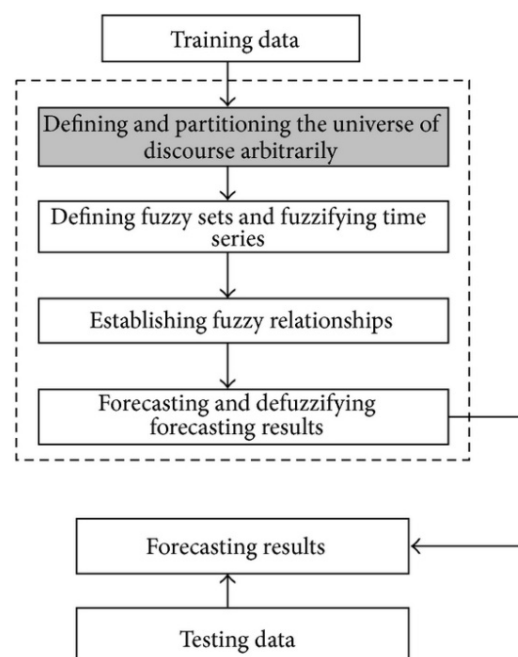 Training data
Defining and partitioning the universe of
discourse arbitrarily
Defining fuzzy sets and fuzzifying time
series
Establishing fuzzy relationships
Forecasting and defuzzifying
forecasting results
Forecasting results
Testing data